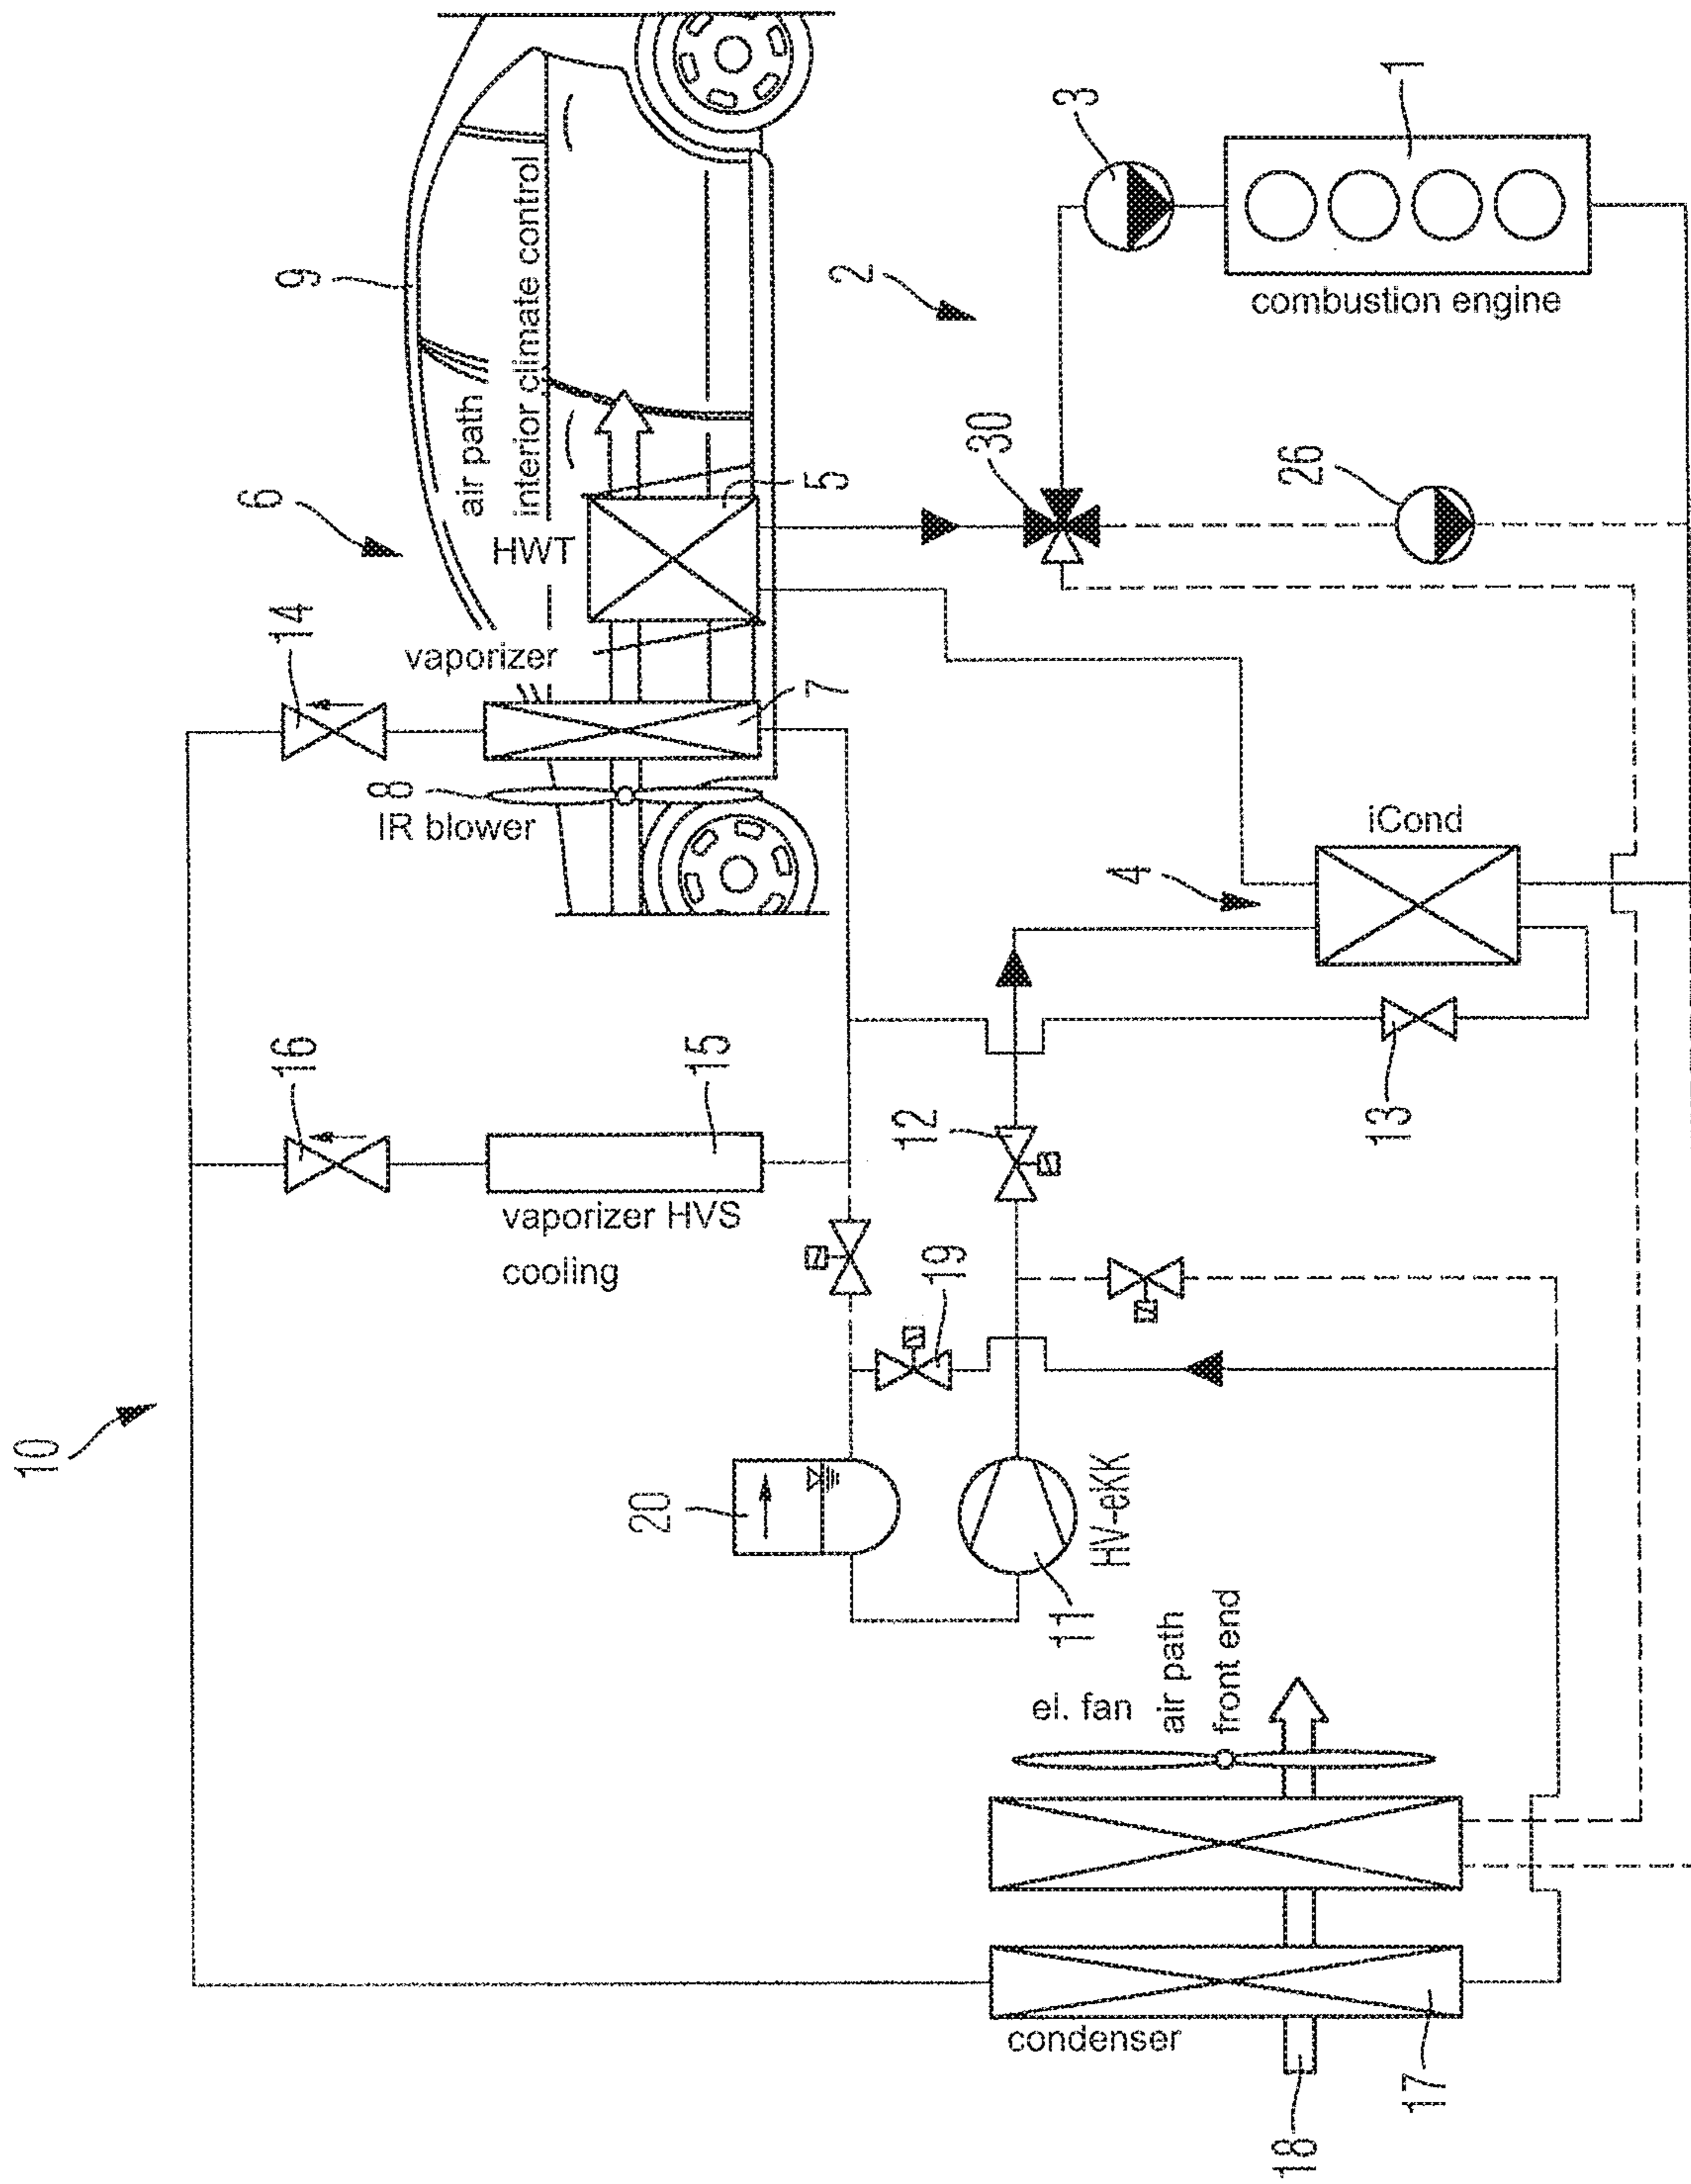 10
6
9
14
16
air path
interior climate control
HWT
vaporizer
8
IR blower
7
5
2
3
1
combustion engine
30
26
15
vaporizer HVS
cooling
4
iCond
12
13
19
20
HV-eKK
11
el. fan
air path
front end
condenser
17
18